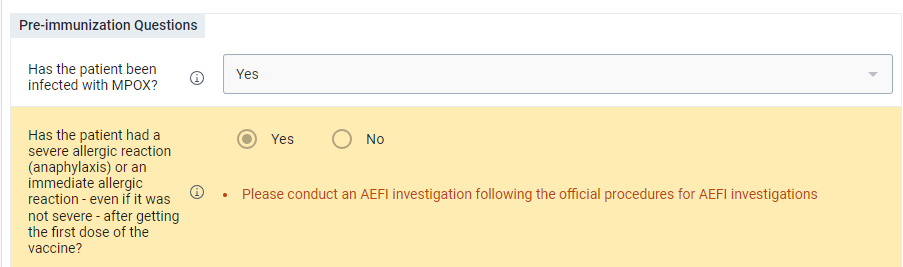 Pre-immunization Questions
Has the patient been
infected with MPOX?
Yes
Has the patient had a
severe allergic reaction
(anaphylaxis) or an
immediate allergic
reaction - even if it was
not severe - after getting
the first dose of the
vaccine?
Yes No
• Please conduct an AEFI investigation following the official procedures for AEFI investigations